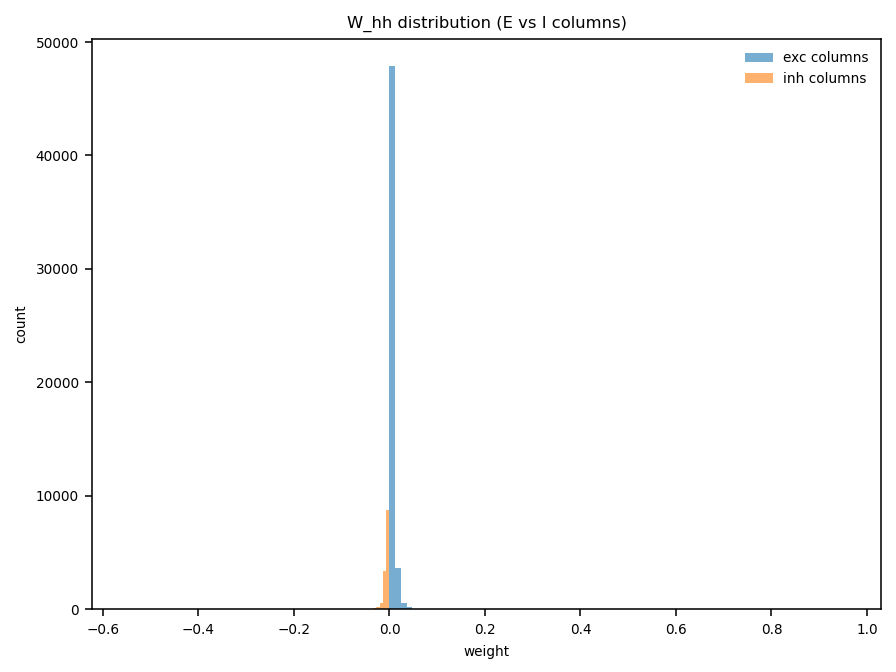 W_hh distribution (E vs I columns)
exc columns
inh columns
count
50000
40000
30000
20000
10000
0
−0.6 −0.4 −0.2 0.0 0.2 0.4 0.6 0.8 1.0
weight